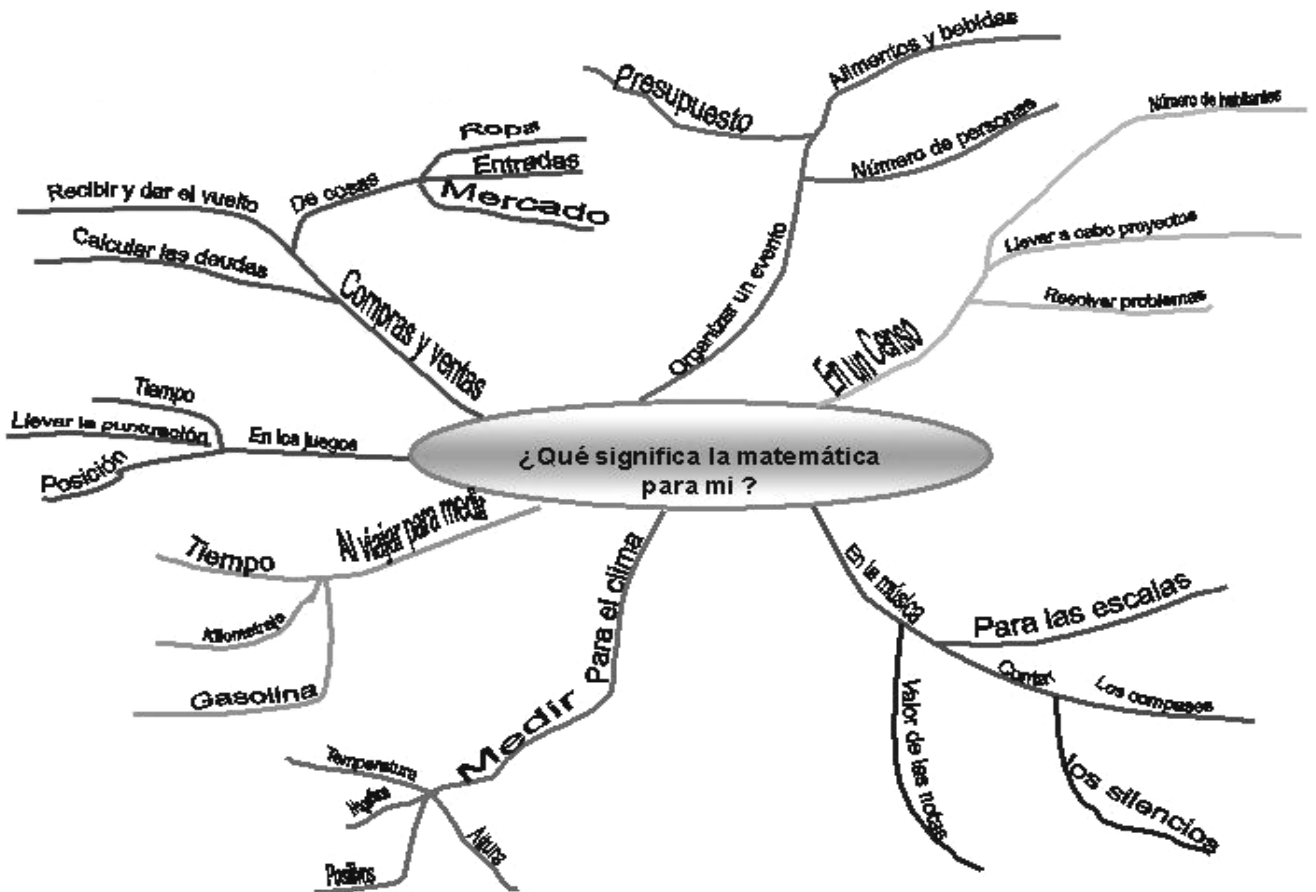 ¿Qué significa la matemática
para mi ?
Compras y ventas
Recibir y dar el vuelto
Calcular las deudas
De cosas
Ropa
Entradas
Mercado
Organizar un evento
Presupuesto
Alimentos y bebidas
Número de personas
En un Censo
Número de habitantes
Llevar a cabo proyectos
Resolver problemas
En los juegos
Tiempo
Llevar la puntuación
Posición
Al viajar para medir
Tiempo
Kilometraje
Gasolina
Para el clima
Medir
Temperatura
Positivos
Altura
En la música
Para las escalas
Contar
Los compases
los silencios
Valor de las notas